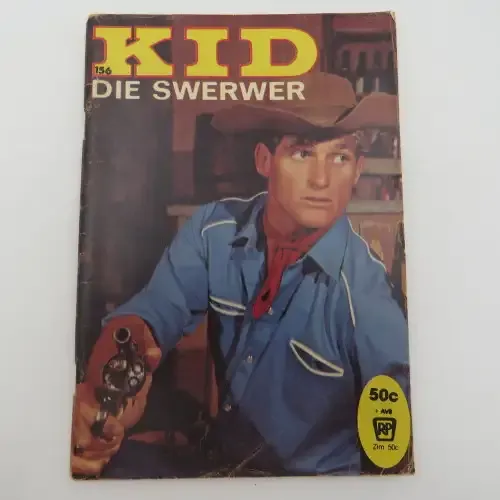 KID
156
DIE SWERWER
50c
+ AVB
RP
Zim 50c